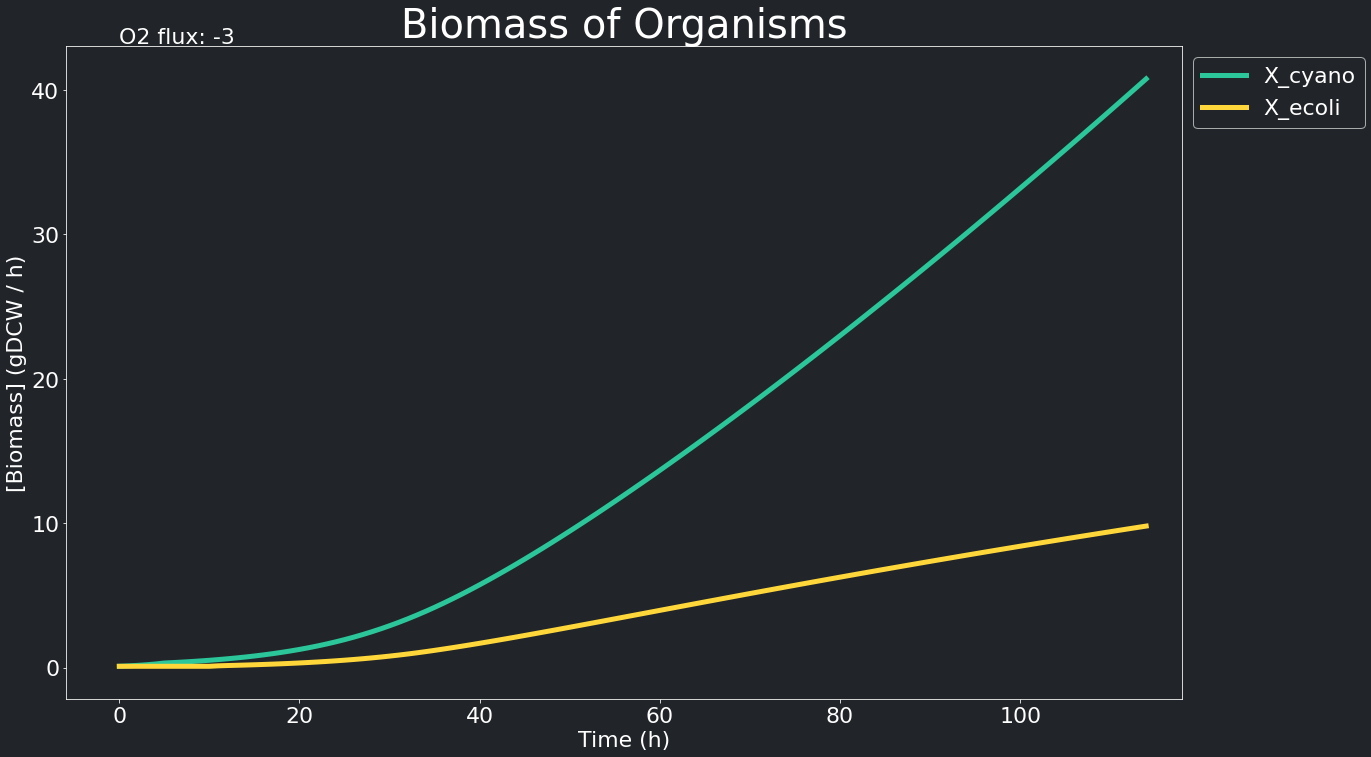 Biomass of Organisms
O2 flux: -3
X_cyano
X_ecoli
[Biomass] (gDCW / h)
40
30
20
10
0
0 20 40 60 80 100
Time (h)